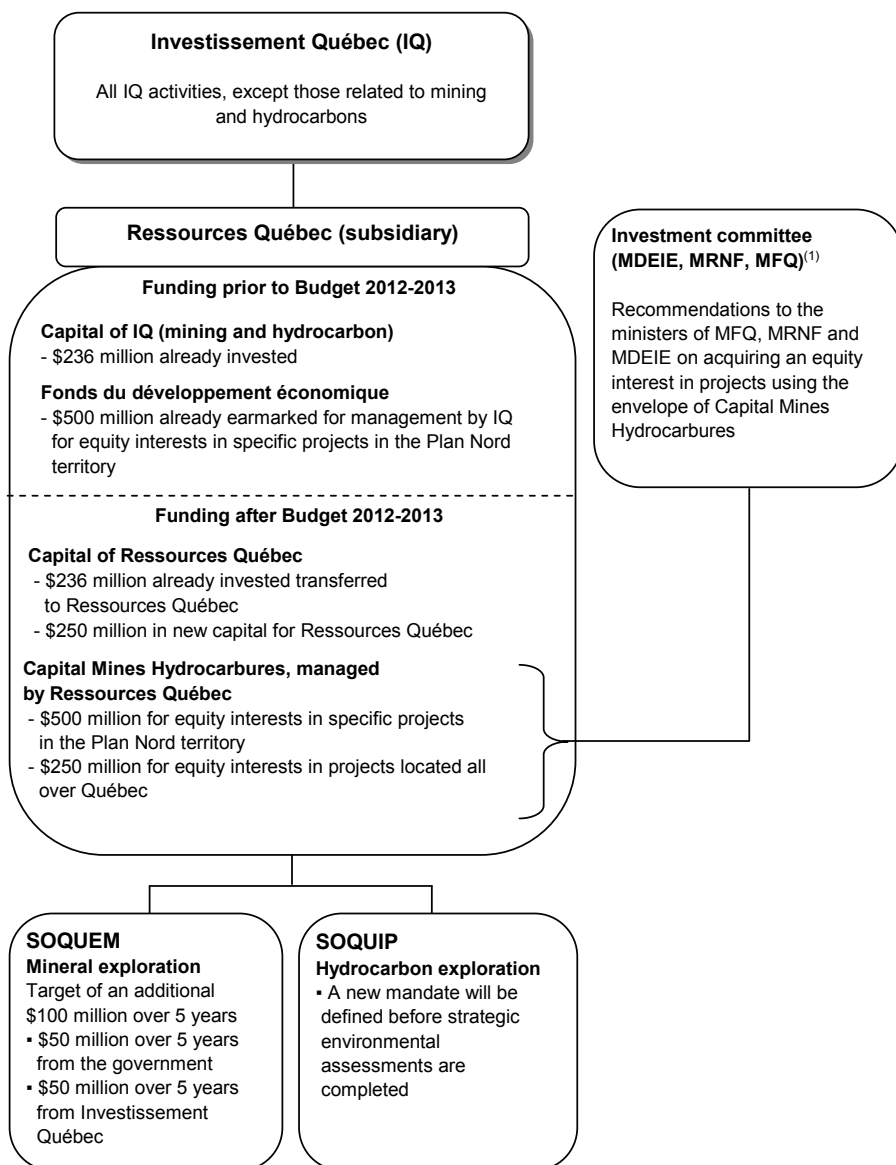 Investissement Québec (IQ)
All IQ activities, except those related to mining
and hydrocarbons
Ressources Québec (subsidiary)
Funding prior to Budget 2012-2013
Capital of IQ (mining and hydrocarbon)
- $236 million already invested
Fonds du développement économique
- $500 million already earmarked for management by IQ
for equity interests in specific projects in the Plan Nord
territory
Funding after Budget 2012-2013
Capital of Ressources Québec
- $236 million already invested transferred
to Ressources Québec
- $250 million in new capital for Ressources Québec
Capital Mines Hydrocarbures, managed
by Ressources Québec
- $500 million for equity interests in specific projects
in the Plan Nord territory
- $250 million for equity interests in projects located all
over Québec
Investment committee
(MDEIE, MRNF, MFQ)(1)
Recommendations to the
ministers of MFQ, MRNF and
MDEIE on acquiring an equity
interest in projects using the
envelope of Capital Mines
Hydrocarbures
SOQUEM
Mineral exploration
Target of an additional
$100 million over 5 years
▪ $50 million over 5 years
from the government
▪ $50 million over 5 years
from Investissement
Québec
SOQUIP
Hydrocarbon exploration
▪ A new mandate will be
defined before strategic
environmental
assessments are
completed